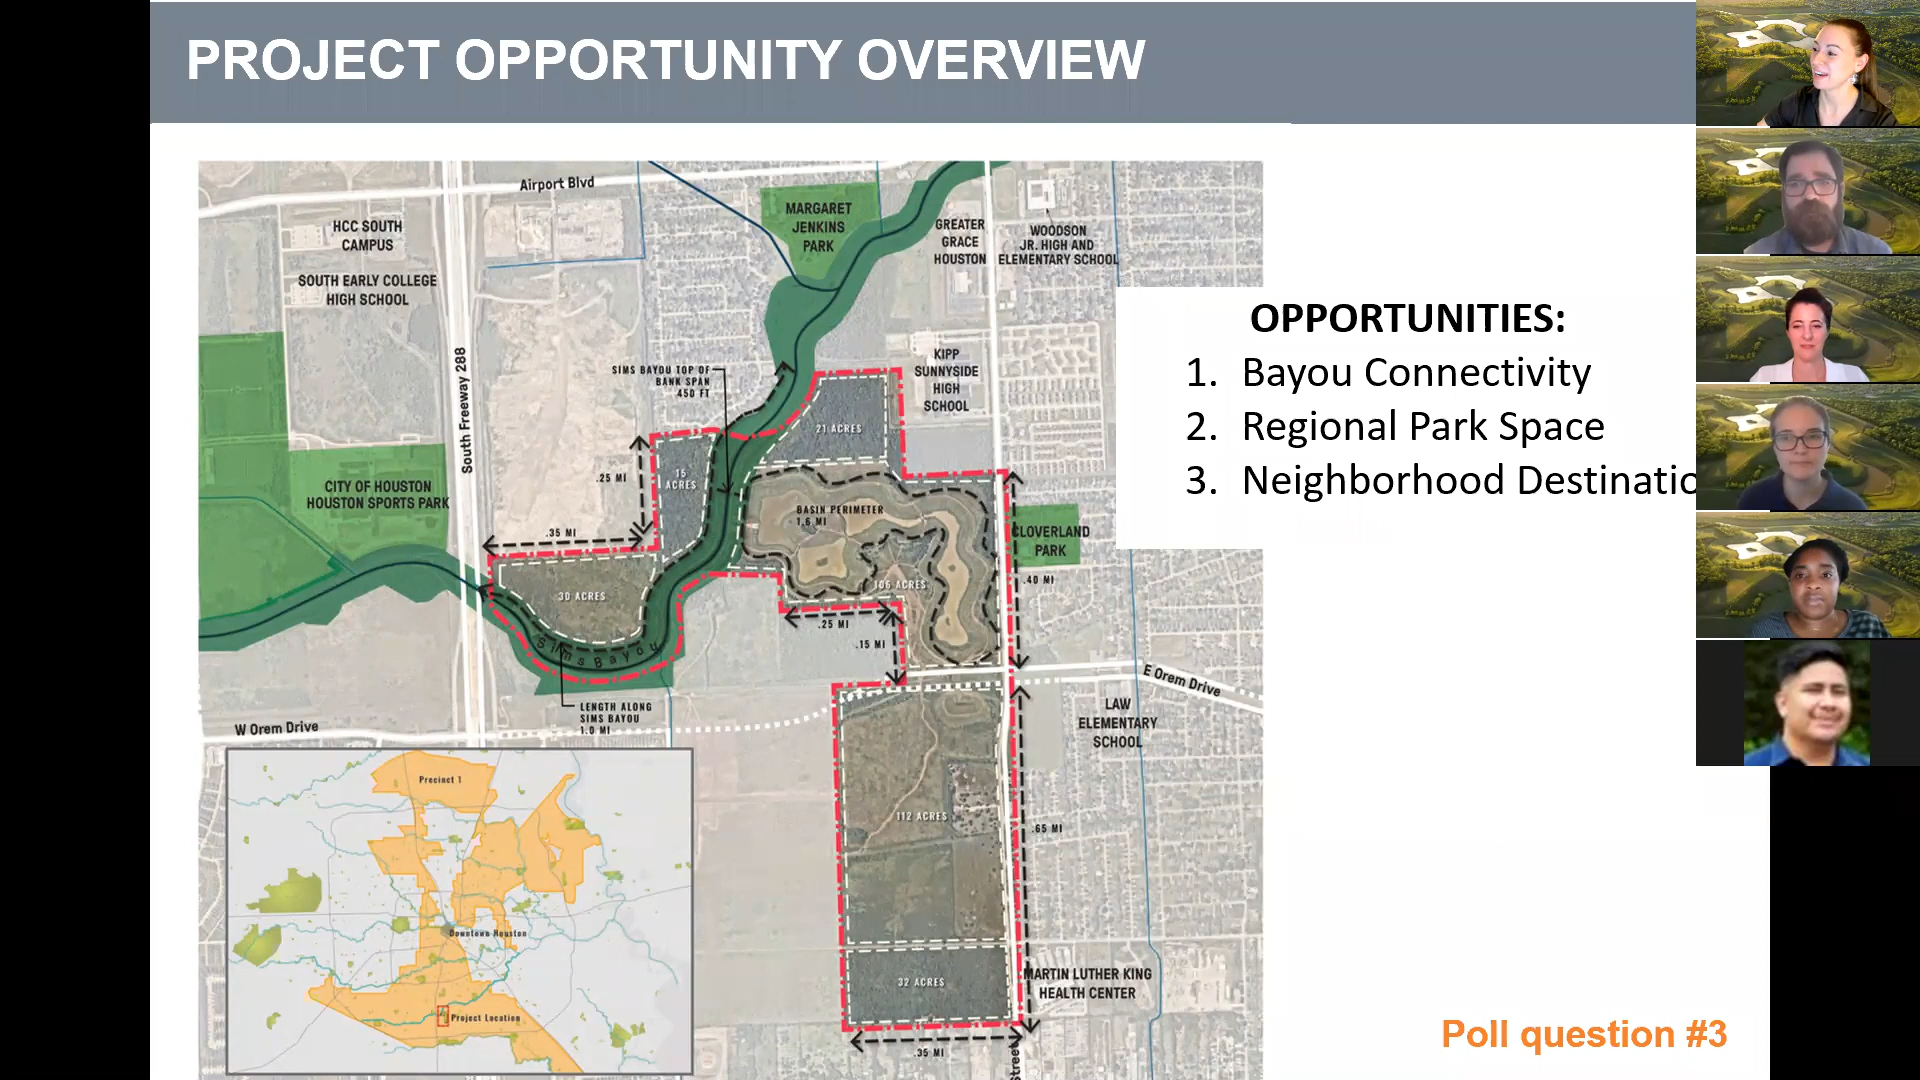 PROJECT OPPORTUNITY OVERVIEW
Airport Blvd
HCC SOUTH
CAMPUS
SOUTH EARLY COLLEGE
HIGH SCHOOL
MARGARET
JENKINS
PARK
GREATER
GRACE
HOUSTON
WOODSON
JR. HIGH AND
ELEMENTARY SCHOOL
South Freeway 288
SIMS BAYOU TOP OF
BANK SPAN
450 FT
KIPP
SUNNYSIDE
HIGH
SCHOOL
OPPORTUNITIES:
1. Bayou Connectivity
2. Regional Park Space
3. Neighborhood Destinatio
21 ACRES
15
ACRES
.25 MI
CITY OF HOUSTON
HOUSTON SPORTS PARK
BASIN PERIMETER
1.6 MI
.35 MI
CLOVERLAND
PARK
.40 MI
106 ACRES
30 ACRES
.25 MI
.15 MI
Sims Bayou
LENGTH ALONG
SIMS BAYOU
1.0 MI
W Orem Drive
E Orem Drive
LAW
ELEMENTARY
SCHOOL
112 ACRES
.65 MI
Precinct 1
Downtown Houston
Project Location
32 ACRES
MARTIN LUTHER KING
HEALTH CENTER
.35 MI
Street
Poll question #3